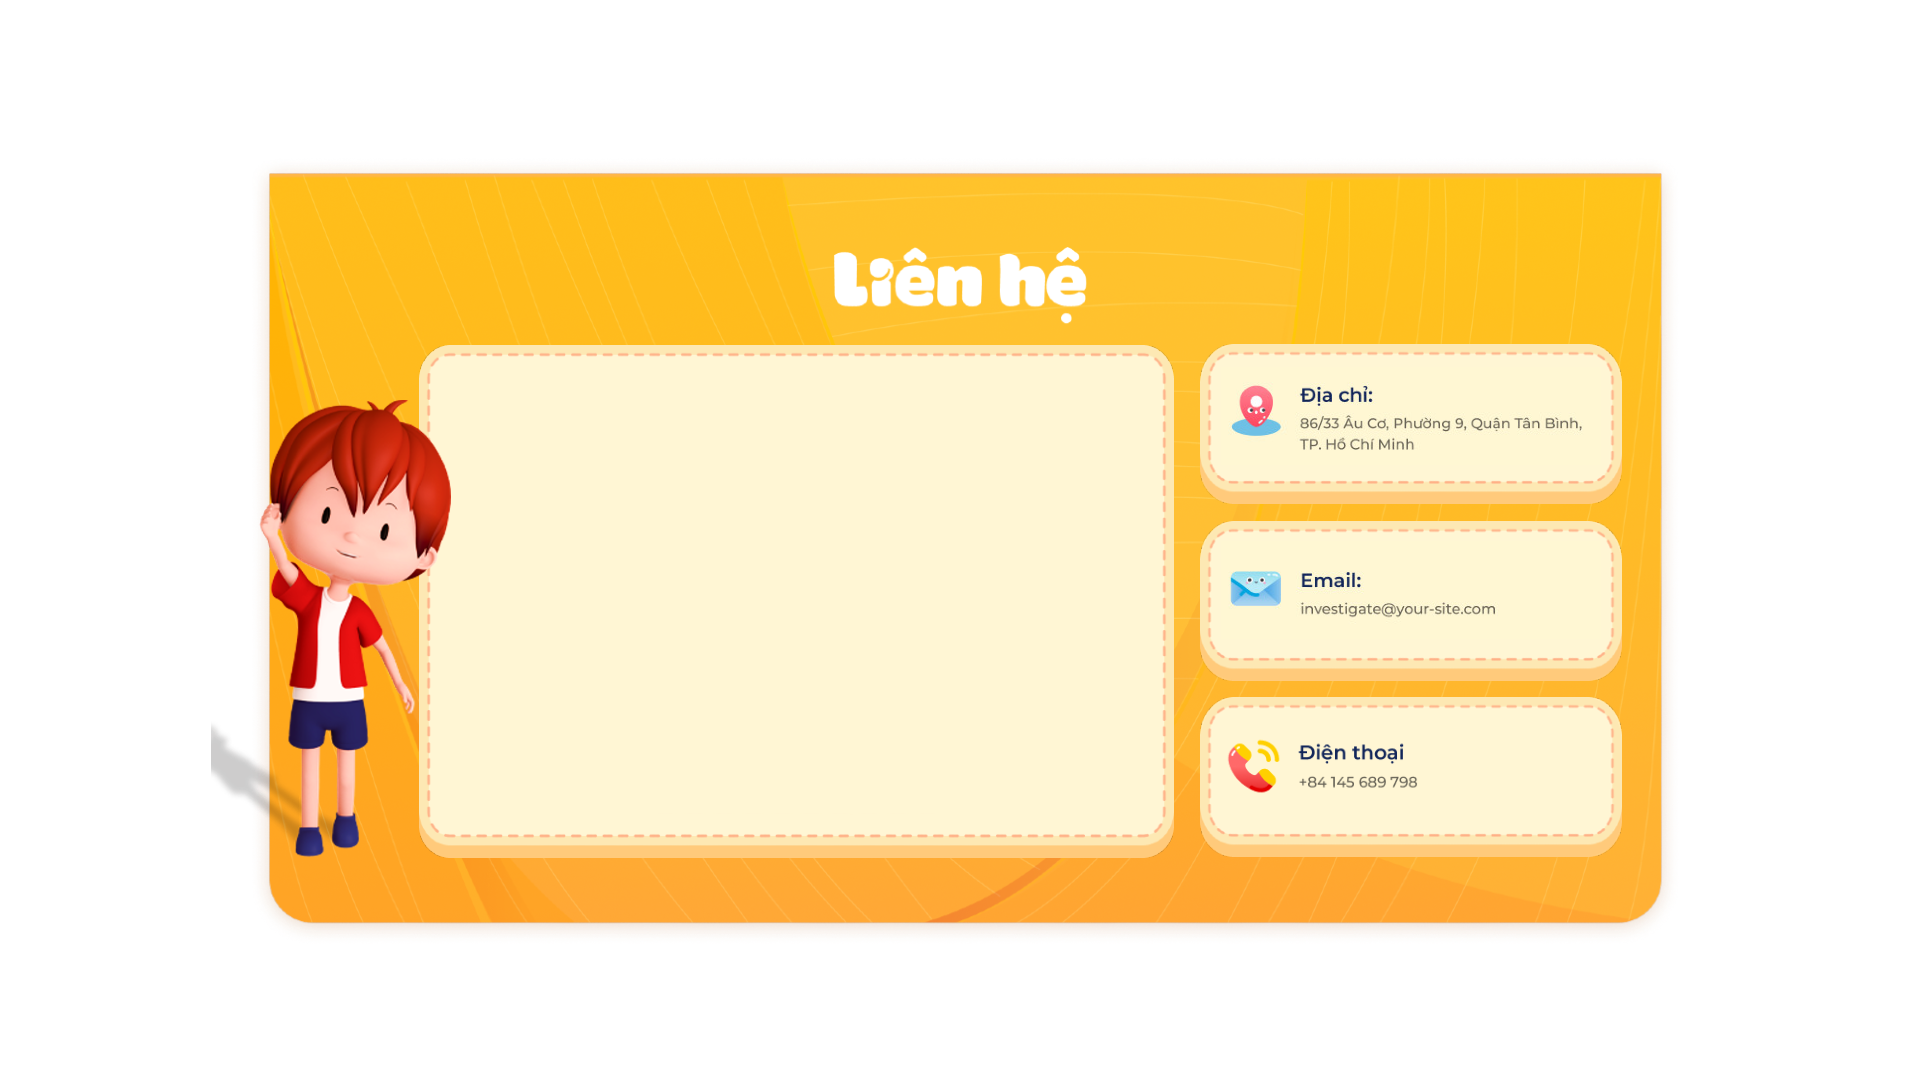 Liên hệ
Địa chỉ:
86/33 Âu Cơ, Phường 9, Quận Tân Bình,
TP. Hồ Chí Minh
Email:
investigate@your-site.com
Điện thoại
+84 145 689 798